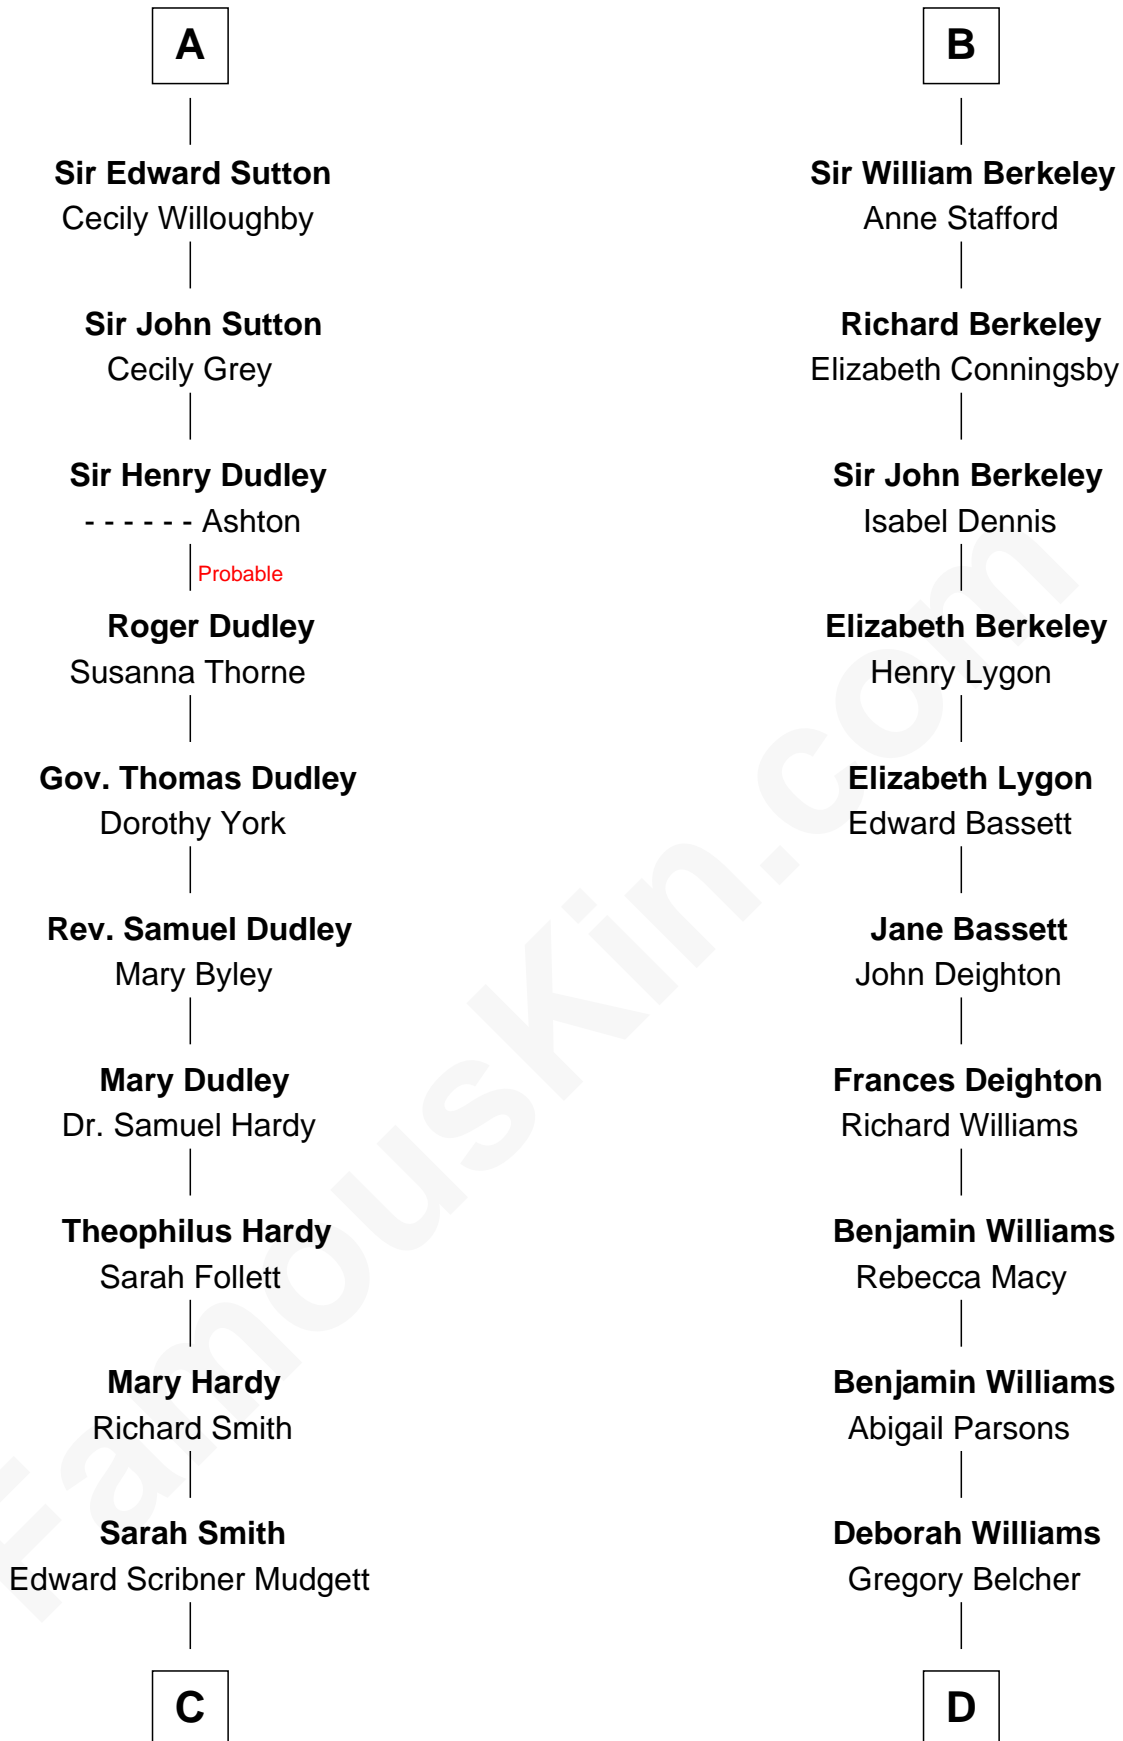 A
Sir Edward Sutton
Cecily Willoughby
Sir John Sutton
Cecily Grey
Sir Henry Dudley
- - - - - - Ashton
Probable
Roger Dudley
Susanna Thorne
Gov. Thomas Dudley
Dorothy York
Rev. Samuel Dudley
Mary Byley
Mary Dudley
Dr. Samuel Hardy
Theophilus Hardy
Sarah Follett
Mary Hardy
Richard Smith
Sarah Smith
Edward Scribner Mudgett
C
B
Sir William Berkeley
Anne Stafford
Richard Berkeley
Elizabeth Conningsby
Sir John Berkeley
Isabel Dennis
Elizabeth Berkeley
Henry Lygon
Elizabeth Lygon
Edward Bassett
Jane Bassett
John Deighton
Frances Deighton
Richard Williams
Benjamin Williams
Rebecca Macy
Benjamin Williams
Abigail Parsons
Deborah Williams
Gregory Belcher
D
FamousKin.com